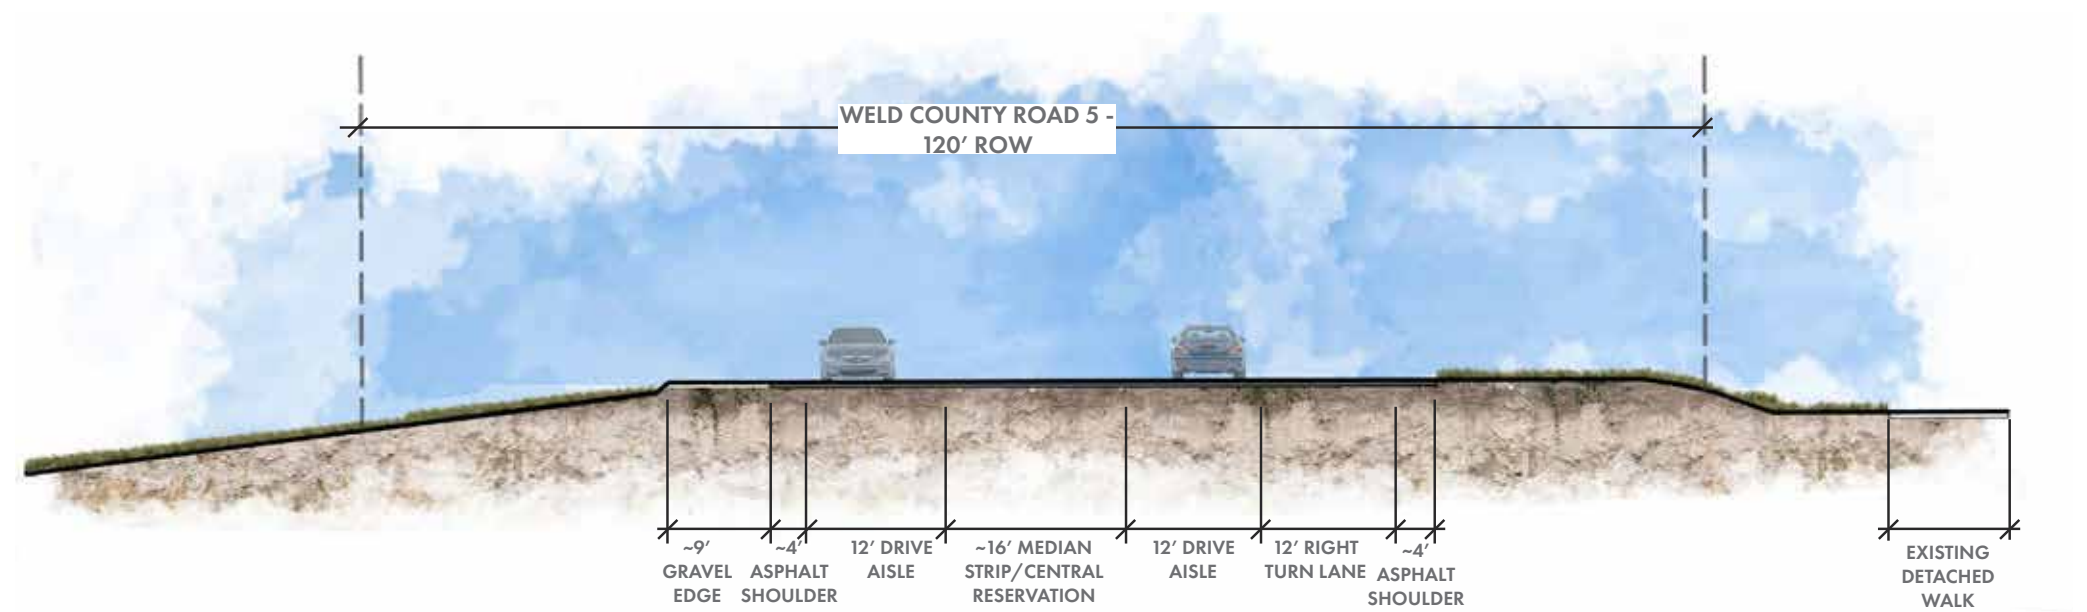 WELD COUNTY ROAD 5 -
120’ ROW
~9’
GRAVEL
EDGE
~4’
ASPHALT
SHOULDER
12’ DRIVE
AISLE
~16’ MEDIAN
STRIP/CENTRAL
RESERVATION
12’ DRIVE
AISLE
12’ RIGHT
TURN LANE
~4’
ASPHALT
SHOULDER
EXISTING
DETACHED
WALK